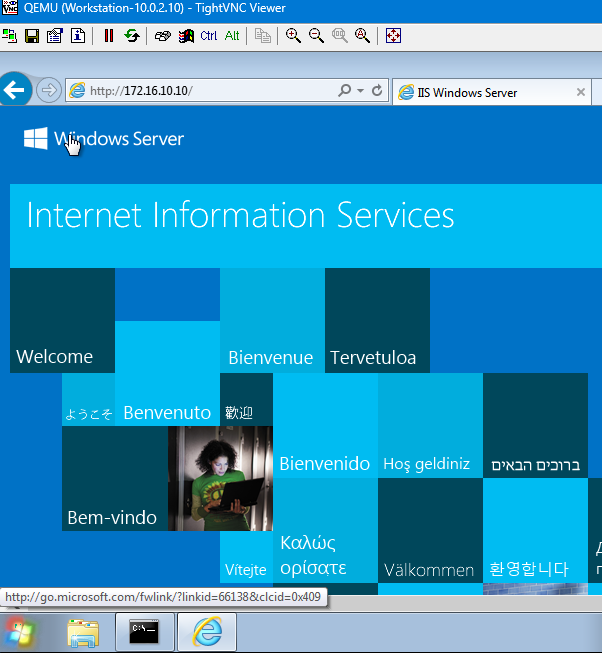 QEMU (Workstation-10.0.2.10) - TightVNC Viewer
Ctrl Alt
http://172.16.10.10/
IIS Windows Server
Windows Server
Internet Information Services
Welcome
Bienvenue
Tervetuloa
ようこそ
Benvenuto
歡迎
Bienvenido
Hoş geldiniz
ברוכים הבאים
Bem-vindo
Vítejte
Καλώς
ορίσατε
Välkommen
환영합니다
http://go.microsoft.com/fwlink/?linkid=66138&clcid=0x409